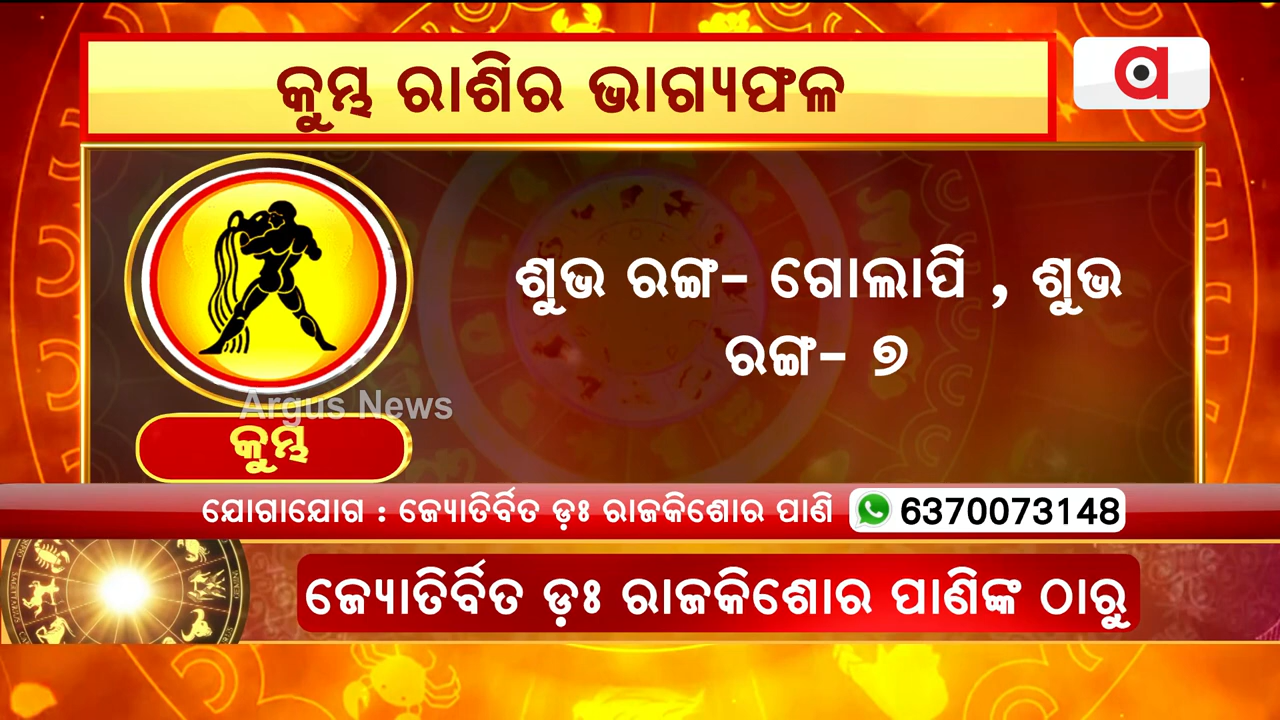 କୁମ୍ଭ ରାଶିର ଭାଗ୍ୟଫଳ
ଶୁଭ ରଙ୍ଗ- ଗୋଲାପି , ଶୁଭ
ରଙ୍ଗ- ୭
Argus News
କୁମ୍ଭ
ଯୋଗାଯୋଗ : ଜ୍ୟୋତିର୍ବିତ ଡ଼ଃ ରାଜକିଶୋର ପାଣି 6370073148
ଜ୍ୟୋତିର୍ବିତ ଡ଼ଃ ରାଜକିଶୋର ପାଣିଙ୍କ ଠାରୁ